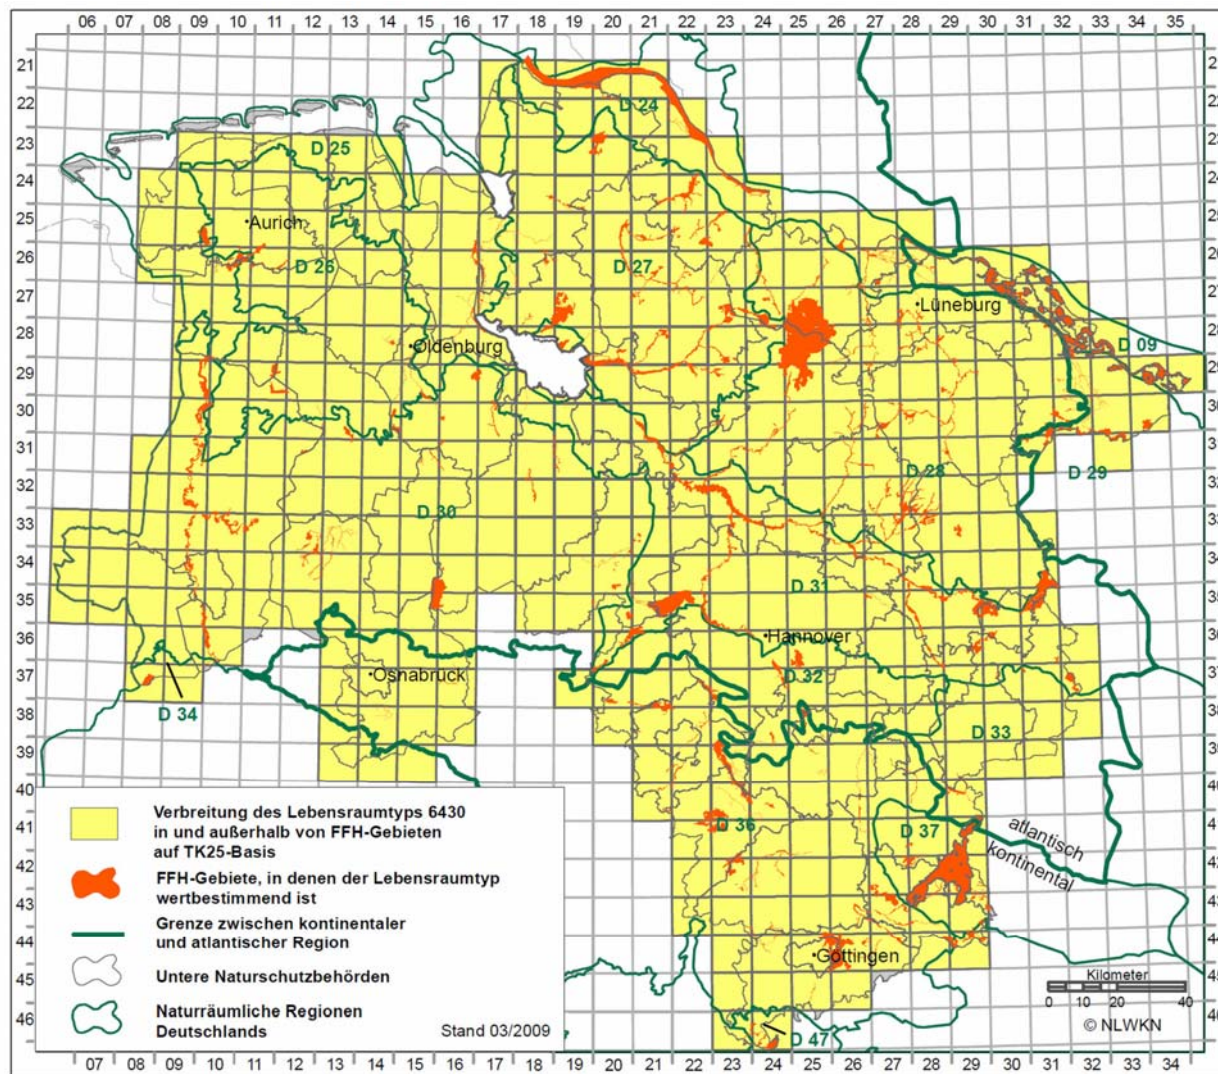 06 07 08 09 10 11 12 13 14 15 16 17 18 19 20 21 22 23 24 25 26 27 28 29 30 31 32 33 34 35
21
22
23
24
25
26
27
28
29
30
31
32
33
34
35
36
37
38
39
40
41
42
43
44
45
46
D 24
D 25
Aurich
D 26
D 27
Lüneburg
Oldenburg
D 09
D 28
D 29
D 30
D 31
Hannover
Osnabrück
D 32
D 34
D 33
D 36
D 37
atlantisch
kontinental
Göttingen
D 47
Verbreitung des Lebensraumtyps 6430
in und außerhalb von FFH-Gebieten
auf TK25-Basis
FFH-Gebiete, in denen der Lebensraumtyp
wertbestimmend ist
Grenze zwischen kontinentaler
und atlantischer Region
Untere Naturschutzbehörden
Naturräumliche Regionen
Deutschlands
Stand 03/2009
Kilometer
0 5 10 20 40
© NLWKN
07 08 09 10 11 12 13 14 15 16 17 18 19 20 21 22 23 24 25 26 27 28 29 30 31 32 33 34